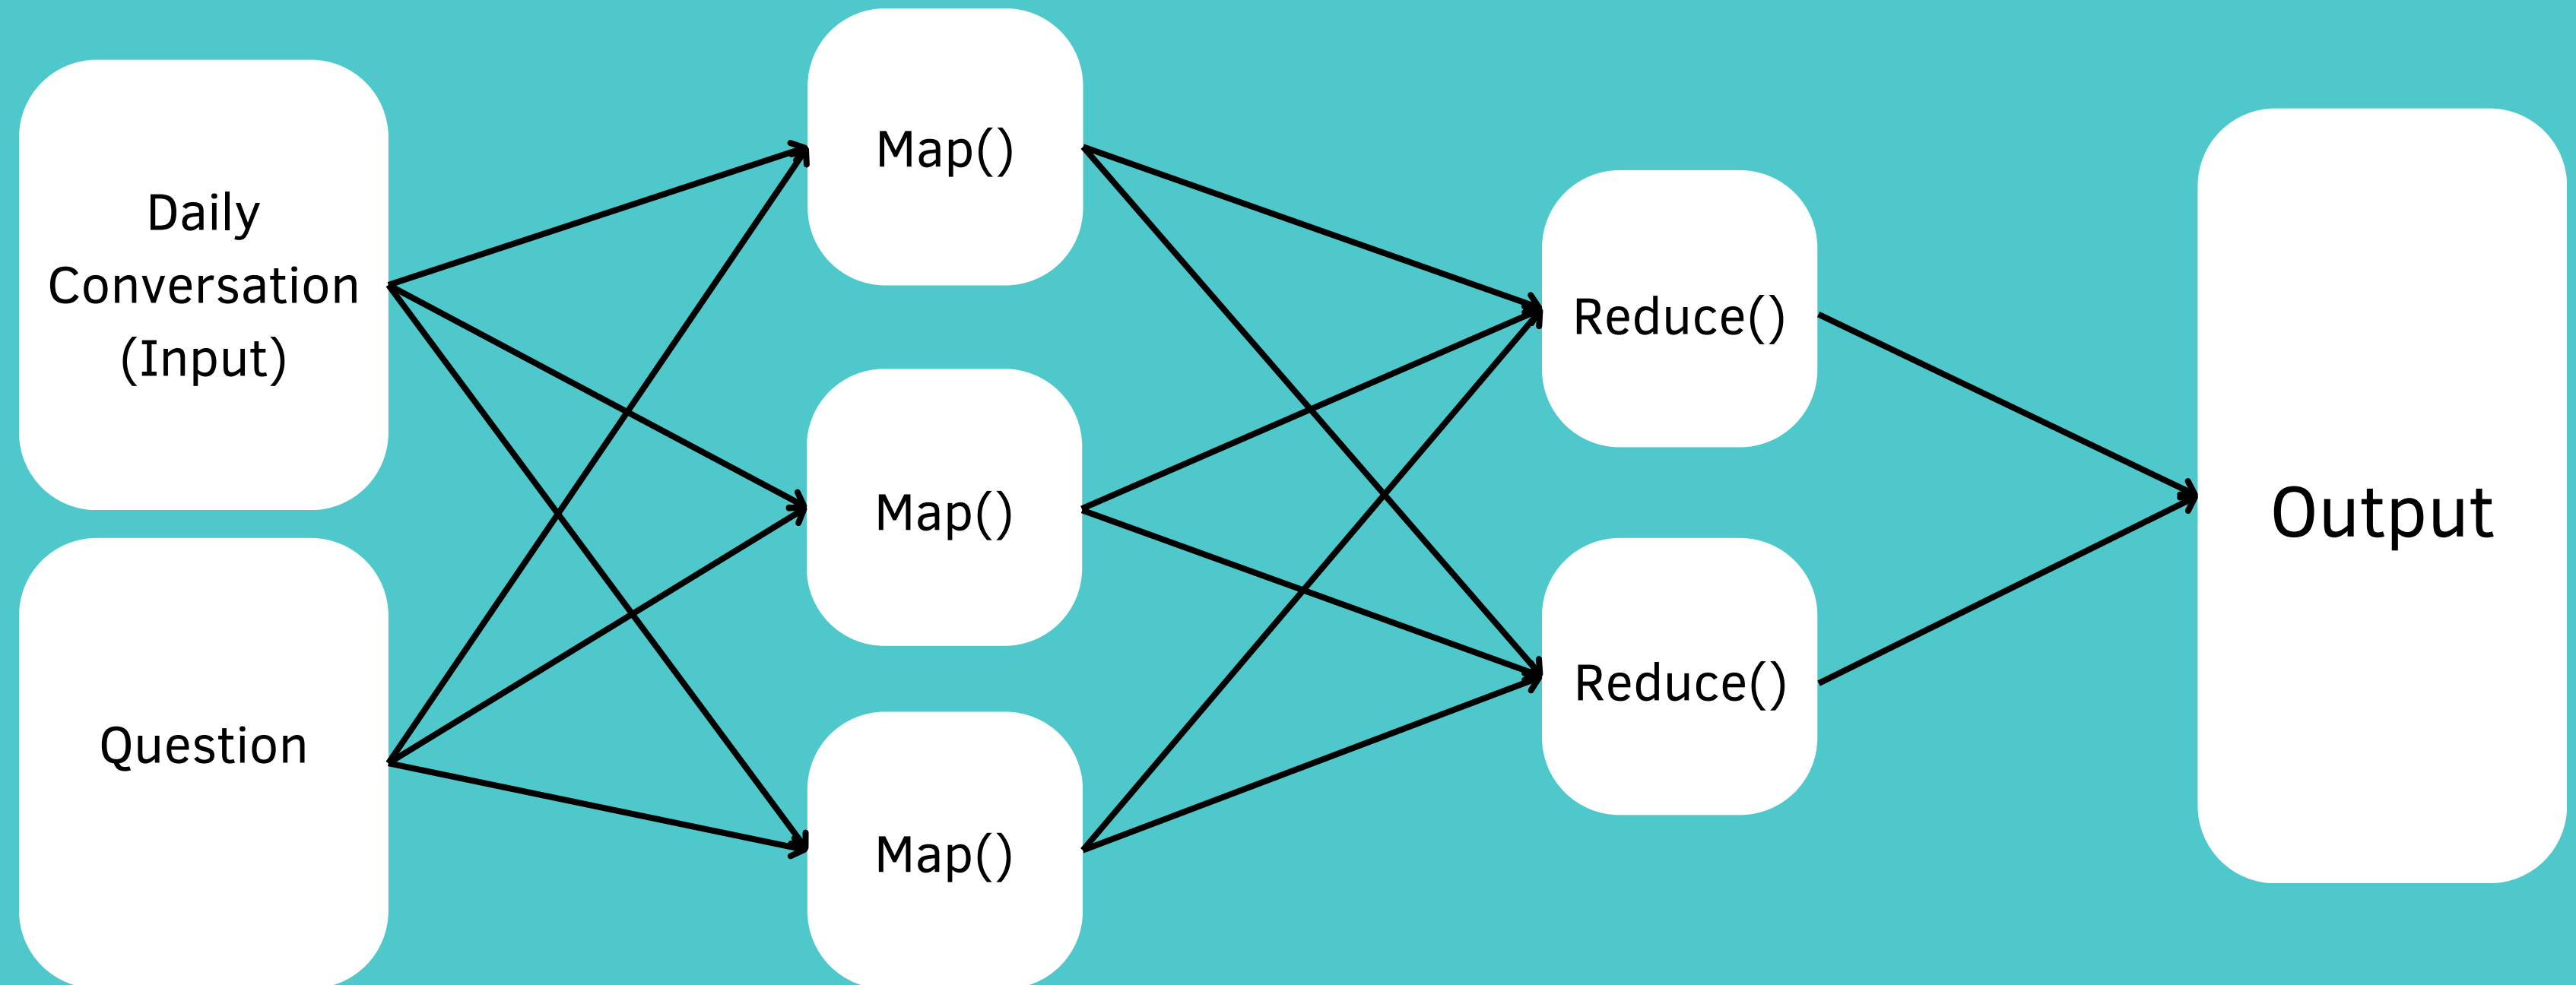 Daily
Conversation
(Input)
Question
Map()
Map()
Map()
Reduce()
Reduce()
Output